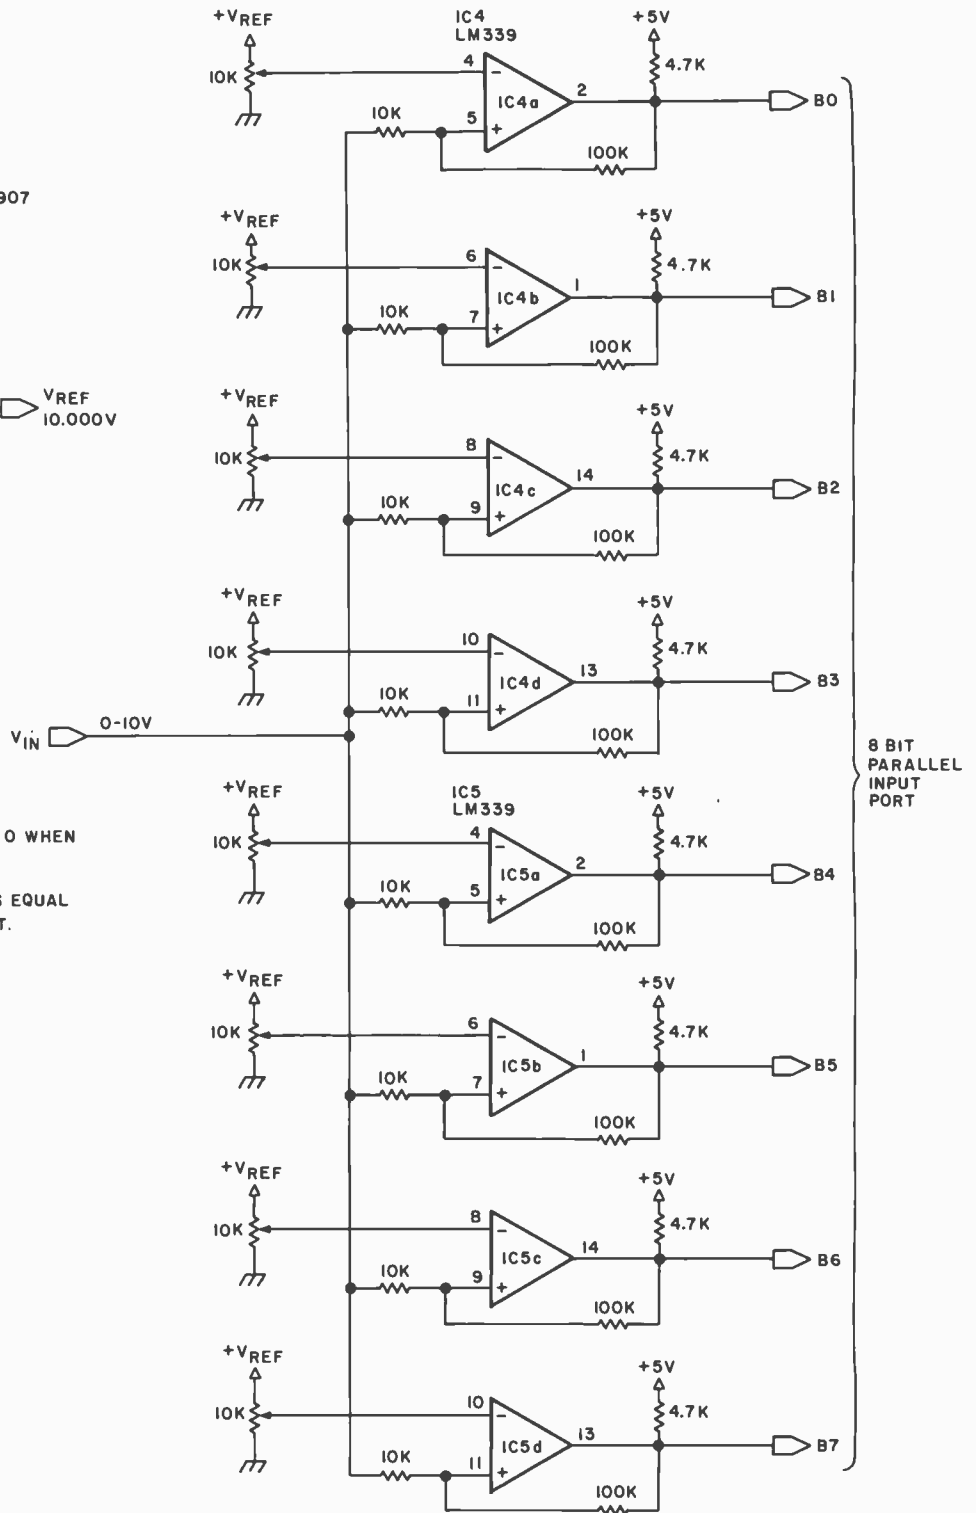 +VREF
10K
IC4
LM339
4
5
10K
-
+
IC4a
2
+5V
4.7K
100K
B0
907
+VREF
10K
6
7
10K
-
+
IC4b
1
+5V
4.7K
100K
B1
VREF
10.000V
+VREF
10K
8
9
10K
-
+
IC4c
14
+5V
4.7K
100K
B2
+VREF
10K
10
11
10K
-
+
IC4d
13
+5V
4.7K
100K
B3
VIN
0-10V
8 BIT
PARALLEL
INPUT
PORT
0 WHEN
S EQUAL
T.
+VREF
10K
IC5
LM339
4
5
10K
-
+
IC5a
2
+5V
4.7K
100K
B4
+VREF
10K
6
7
10K
-
+
IC5b
1
+5V
4.7K
100K
B5
+VREF
10K
8
9
10K
-
+
IC5c
14
+5V
4.7K
100K
B6
+VREF
10K
10
11
10K
-
+
IC5d
13
+5V
4.7K
100K
B7